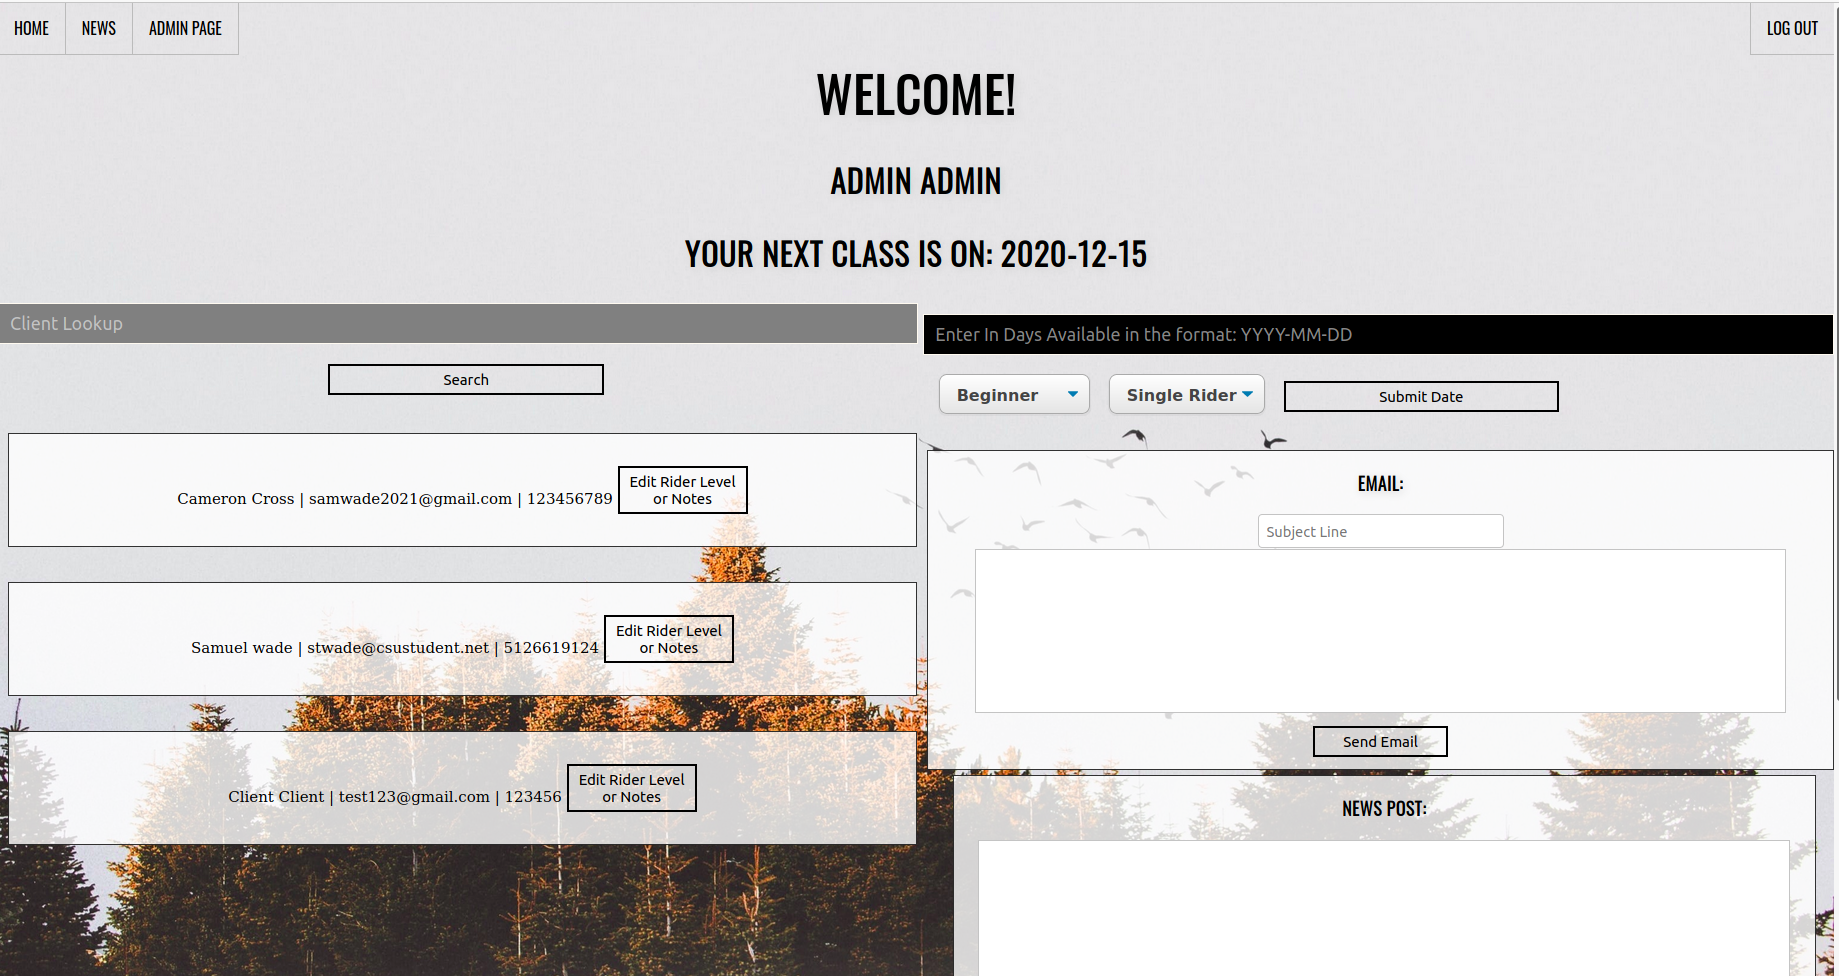 HOME NEWS ADMIN PAGE LOG OUT
WELCOME!
ADMIN ADMIN
YOUR NEXT CLASS IS ON: 2020-12-15
Client Lookup
Search
Cameron Cross | samwade2021@gmail.com | 123456789
Edit Rider Level
or Notes
Samuel wade | stwade@csustudent.net | 5126619124
Edit Rider Level
or Notes
Client Client | test123@gmail.com | 123456
Edit Rider Level
or Notes
Enter In Days Available in the format: YYYY-MM-DD
Beginner Single Rider Submit Date
EMAIL:
Subject Line
Send Email
NEWS POST: